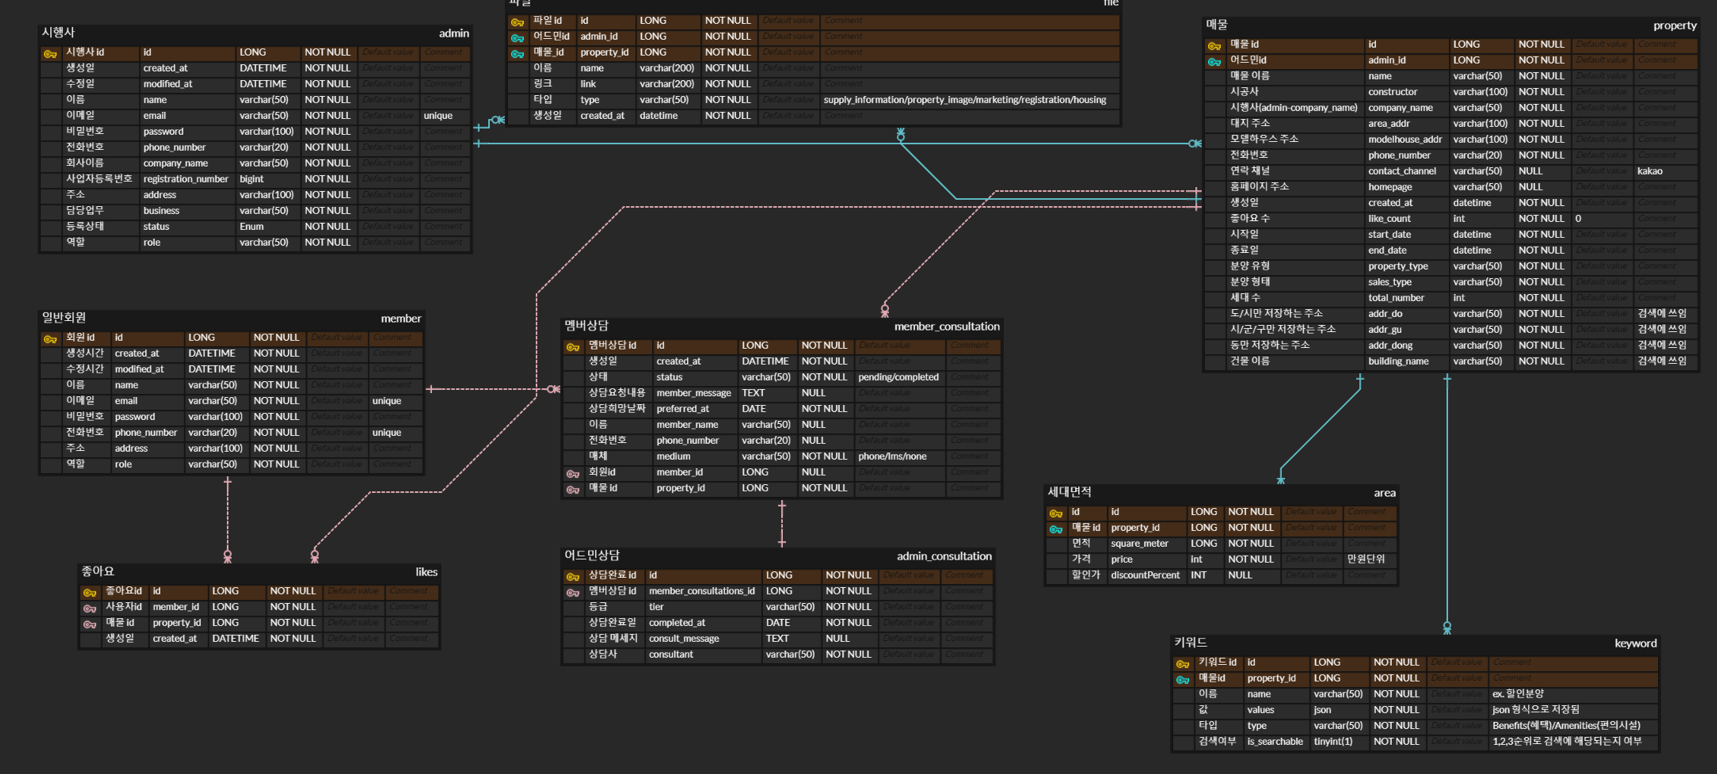 시행사 admin
시행사 id id LONG NOT NULL Default value Comment
생성일 created_at DATETIME NOT NULL Default value Comment
수정일 modified_at DATETIME NOT NULL Default value Comment
이름 name varchar(50) NOT NULL Default value Comment
이메일 email varchar(50) NOT NULL Default value unique
비밀번호 password varchar(100) NOT NULL Default value Comment
전화번호 phone_number varchar(20) NOT NULL Default value Comment
회사이름 company_name varchar(50) NOT NULL Default value Comment
사업자등록번호 registration_number bigint NOT NULL Default value Comment
주소 address varchar(100) NOT NULL Default value Comment
담당업무 business varchar(50) NOT NULL Default value Comment
등록상태 status Enum NOT NULL Default value Comment
역할 role varchar(50) NOT NULL Default value Comment
파일 file
파일 id id LONG NOT NULL Default value Comment
어드민id admin_id LONG NOT NULL Default value Comment
매물_id property_id LONG NOT NULL Default value Comment
이름 name varchar(200) NOT NULL Default value Comment
링크 link varchar(200) NOT NULL Default value Comment
타입 type varchar(50) NOT NULL Default value supply_information/property_image/marketing/registration/housing
생성일 created_at datetime NOT NULL Default value Comment
매물 property
매물 id id LONG NOT NULL Default value Comment
어드민id admin_id LONG NOT NULL Default value Comment
매물 이름 name varchar(50) NOT NULL Default value Comment
시공사 constructor varchar(100) NOT NULL Default value Comment
시행사(admin-company_name) company_name varchar(50) NOT NULL Default value Comment
대지 주소 area_addr varchar(100) NOT NULL Default value Comment
모델하우스 주소 modelhouse_addr varchar(100) NOT NULL Default value Comment
전화번호 phone_number varchar(20) NOT NULL Default value Comment
연락 채널 contact_channel varchar(50) NULL Default value kakao
홈페이지 주소 homepage varchar(50) NULL Default value Comment
생성일 created_at datetime NOT NULL Default value Comment
좋아요 수 like_count int NOT NULL 0 Comment
시작일 start_date datetime NOT NULL Default value Comment
종료일 end_date datetime NOT NULL Default value Comment
분양 유형 property_type varchar(50) NOT NULL Default value Comment
분양 형태 sales_type varchar(50) NOT NULL Default value Comment
세대 수 total_number int NOT NULL Default value Comment
도/시만 저장하는 주소 addr_do varchar(50) NOT NULL Default value 검색에 쓰임
시/군/구만 저장하는 주소 addr_gu varchar(50) NOT NULL Default value 검색에 쓰임
동만 저장하는 주소 addr_dong varchar(50) NOT NULL Default value 검색에 쓰임
건물 이름 building_name varchar(50) NOT NULL Default value 검색에 쓰임
일반회원 member
회원 id id LONG NOT NULL Default value Comment
생성시간 created_at DATETIME NOT NULL Default value Comment
수정시간 modified_at DATETIME NOT NULL Default value Comment
이름 name varchar(50) NOT NULL Default value Comment
이메일 email varchar(50) NOT NULL Default value unique
비밀번호 password varchar(100) NOT NULL Default value Comment
전화번호 phone_number varchar(20) NOT NULL Default value unique
주소 address varchar(100) NOT NULL Default value Comment
역할 role varchar(50) NOT NULL Default value Comment
멤버상담 member_consultation
멤버상담 id id LONG NOT NULL Default value Comment
생성일 created_at DATETIME NOT NULL Default value Comment
상태 status varchar(50) NOT NULL pending/completed Comment
상담요청내용 member_message TEXT NULL Default value Comment
상담희망날짜 preferred_at DATE NOT NULL Default value Comment
이름 member_name varchar(50) NULL Default value Comment
전화번호 phone_number varchar(20) NULL Default value Comment
매체 medium varchar(50) NOT NULL phone/lms/none Comment
회원id member_id LONG NULL Default value Comment
매물 id property_id LONG NOT NULL Default value Comment
세대면적 area
id id LONG NOT NULL Default value Comment
매물 id property_id LONG NOT NULL Default value Comment
면적 square_meter LONG NOT NULL Default value Comment
가격 price int NOT NULL Default value 만원단위
할인가 discountPercent INT NULL Default value Comment
좋아요 likes
좋아요id id LONG NOT NULL Default value Comment
사용자id member_id LONG NOT NULL Default value Comment
매물 id property_id LONG NOT NULL Default value Comment
생성일 created_at DATETIME NOT NULL Default value Comment
어드민상담 admin_consultation
상담완료 id id LONG NOT NULL Default value Comment
멤버상담 id member_consultations_id LONG NOT NULL Default value Comment
등급 tier varchar(50) NOT NULL Default value Comment
상담완료일 completed_at DATE NOT NULL Default value Comment
상담 메세지 consult_message TEXT NULL Default value Comment
상담사 consultant varchar(50) NOT NULL Default value Comment
키워드 keyword
키워드 id id LONG NOT NULL Default value Comment
매물id property_id LONG NOT NULL Default value Comment
이름 name varchar(50) NOT NULL Default value ex. 할인분양
값 values json NOT NULL Default value json 형식으로 저장됨
타입 type varchar(50) NOT NULL Default value Benefits(혜택)/Amenities(편의시설)
검색여부 is_searchable tinyint(1) NOT NULL Default value 1,2,3순위로 검색에 해당되는지 여부